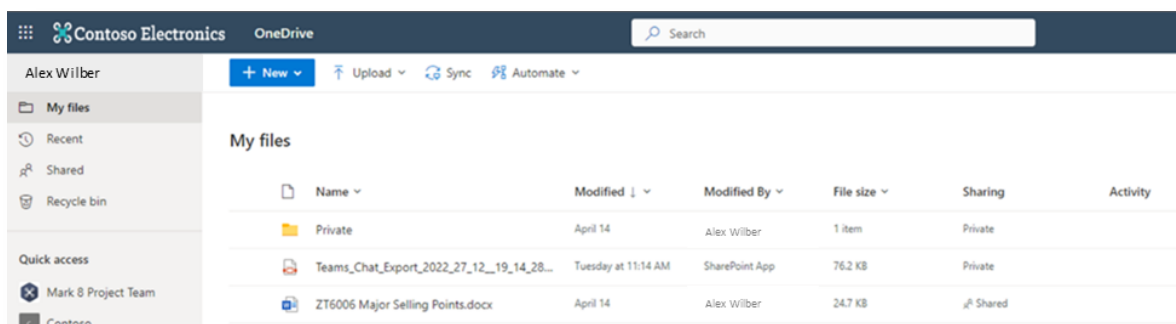 Contoso Electronics OneDrive Search
Alex Wilber
+ New Upload Sync Automate
My files
Recent
Shared
Recycle bin
Quick access
Mark 8 Project Team
Contoso
My files
Name Modified ↓ Modified By File size Sharing Activity
Private April 14 Alex Wilber 1 item Private
Teams_Chat_Export_2022_27_12__19_14_28... Tuesday at 11:14 AM SharePoint App 76.2 KB Private
ZT6006 Major Selling Points.docx April 14 Alex Wilber 24.7 KB Shared